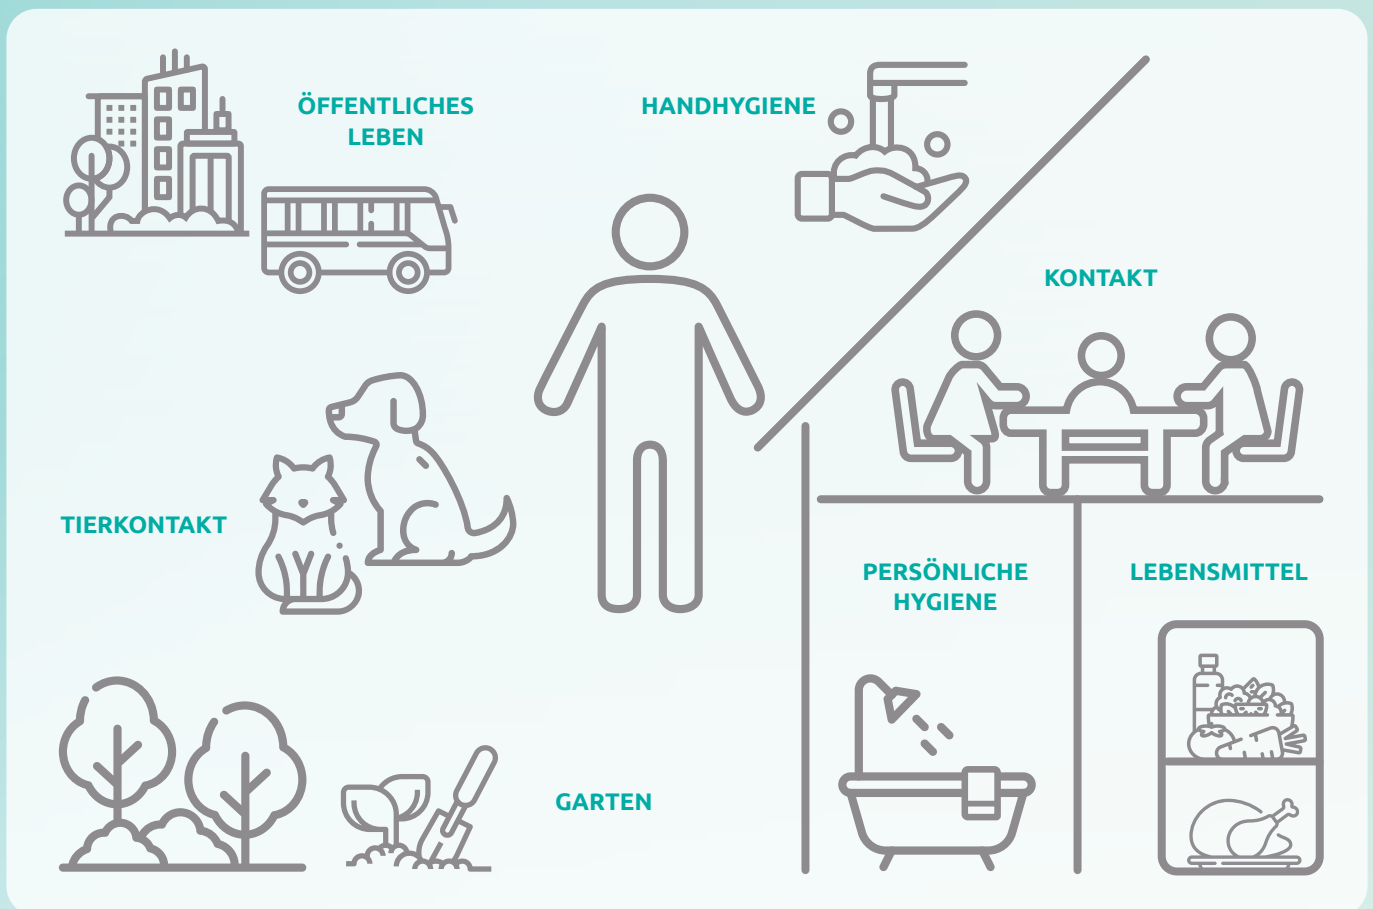 ÖFFENTLICHES
LEBEN
HANDHYGIENE
KONTAKT
TIERKONTAKT
PERSÖNLICHE
HYGIENE
LEBENSMITTEL
GARTEN